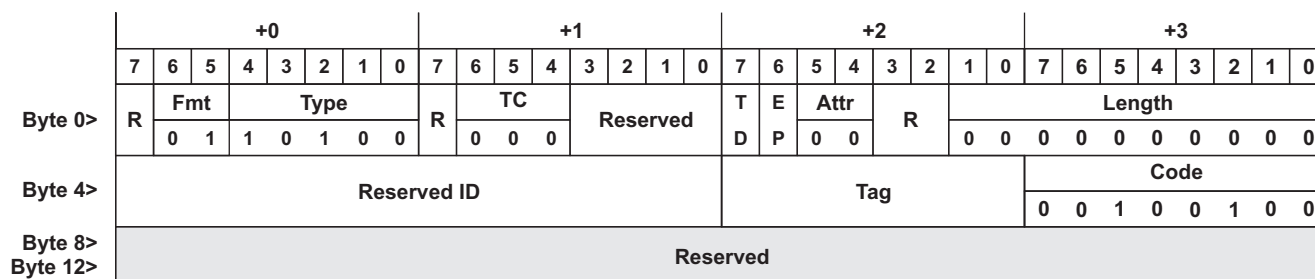 +0 +1 +2 +3
7 6 5 4 3 2 1 0 7 6 5 4 3 2 1 0 7 6 5 4 3 2 1 0 7 6 5 4 3 2 1 0
Byte 0> R Fmt Type R TC Reserved T E Attr R Length
0 1 1 0 1 0 0 0 0 0 D P 0 0 0 0 0 0 0 0 0 0 0 0
Byte 4> Reserved ID Tag Code
0 0 1 0 0 1 0 0
Byte 8> Reserved
Byte 12>